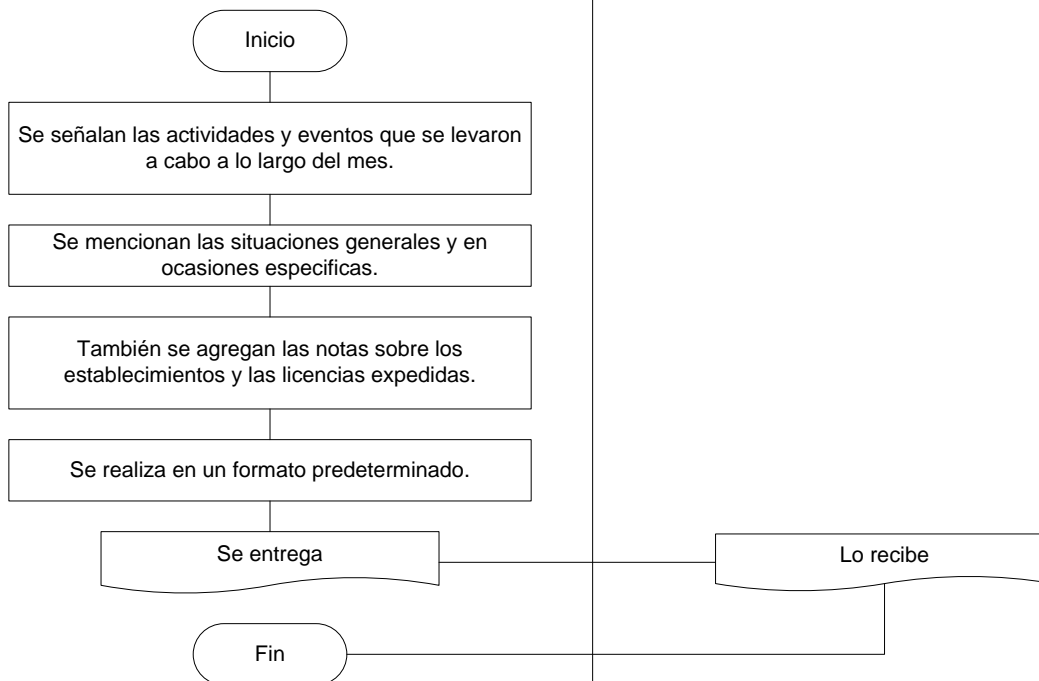 Inicio
Se señalan las actividades y eventos que se levaron
a cabo a lo largo del mes.
Se mencionan las situaciones generales y en
ocasiones especificas.
También se agregan las notas sobre los
establecimientos y las licencias expedidas.
Se realiza en un formato predeterminado.
Se entrega
Lo recibe
Fin